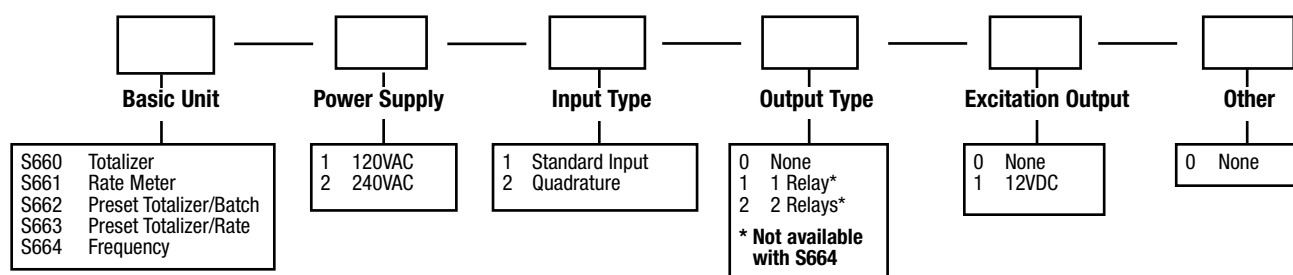 Basic Unit
Power Supply
Input Type
Output Type
Excitation Output
Other
S660 Totalizer
S661 Rate Meter
S662 Preset Totalizer/Batch
S663 Preset Totalizer/Rate
S664 Frequency
1 120VAC
2 240VAC
1 Standard Input
2 Quadrature
0 None
1 1 Relay*
2 2 Relays*
* Not available
with S664
0 None
1 12VDC
0 None